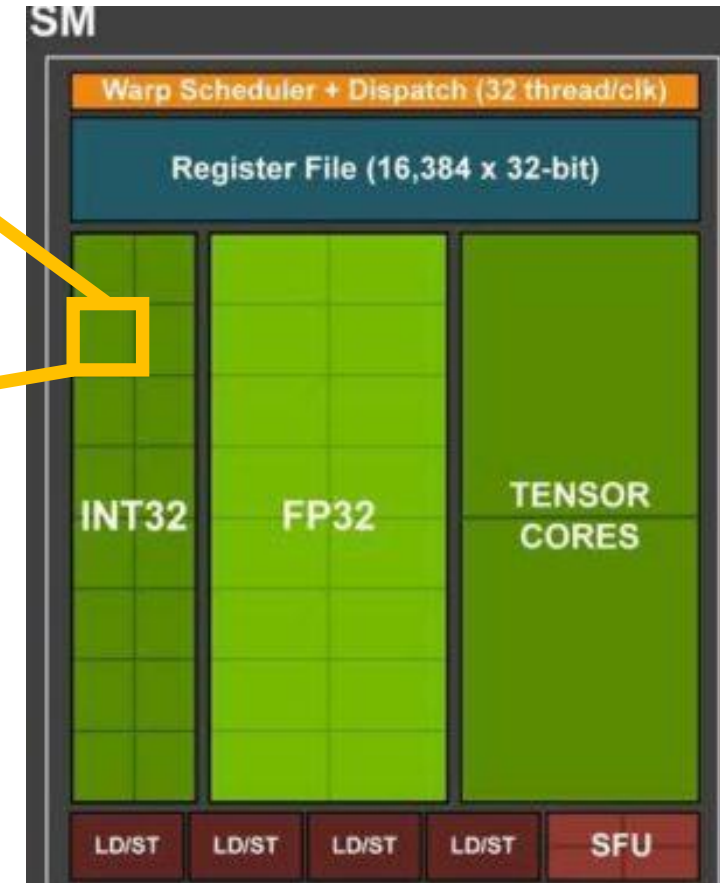 SM
Warp Scheduler + Dispatch (32 thread/clk)
Register File (16,384 x 32-bit)
INT32
FP32
TENSOR
CORES
LD/ST LD/ST LD/ST LD/ST SFU